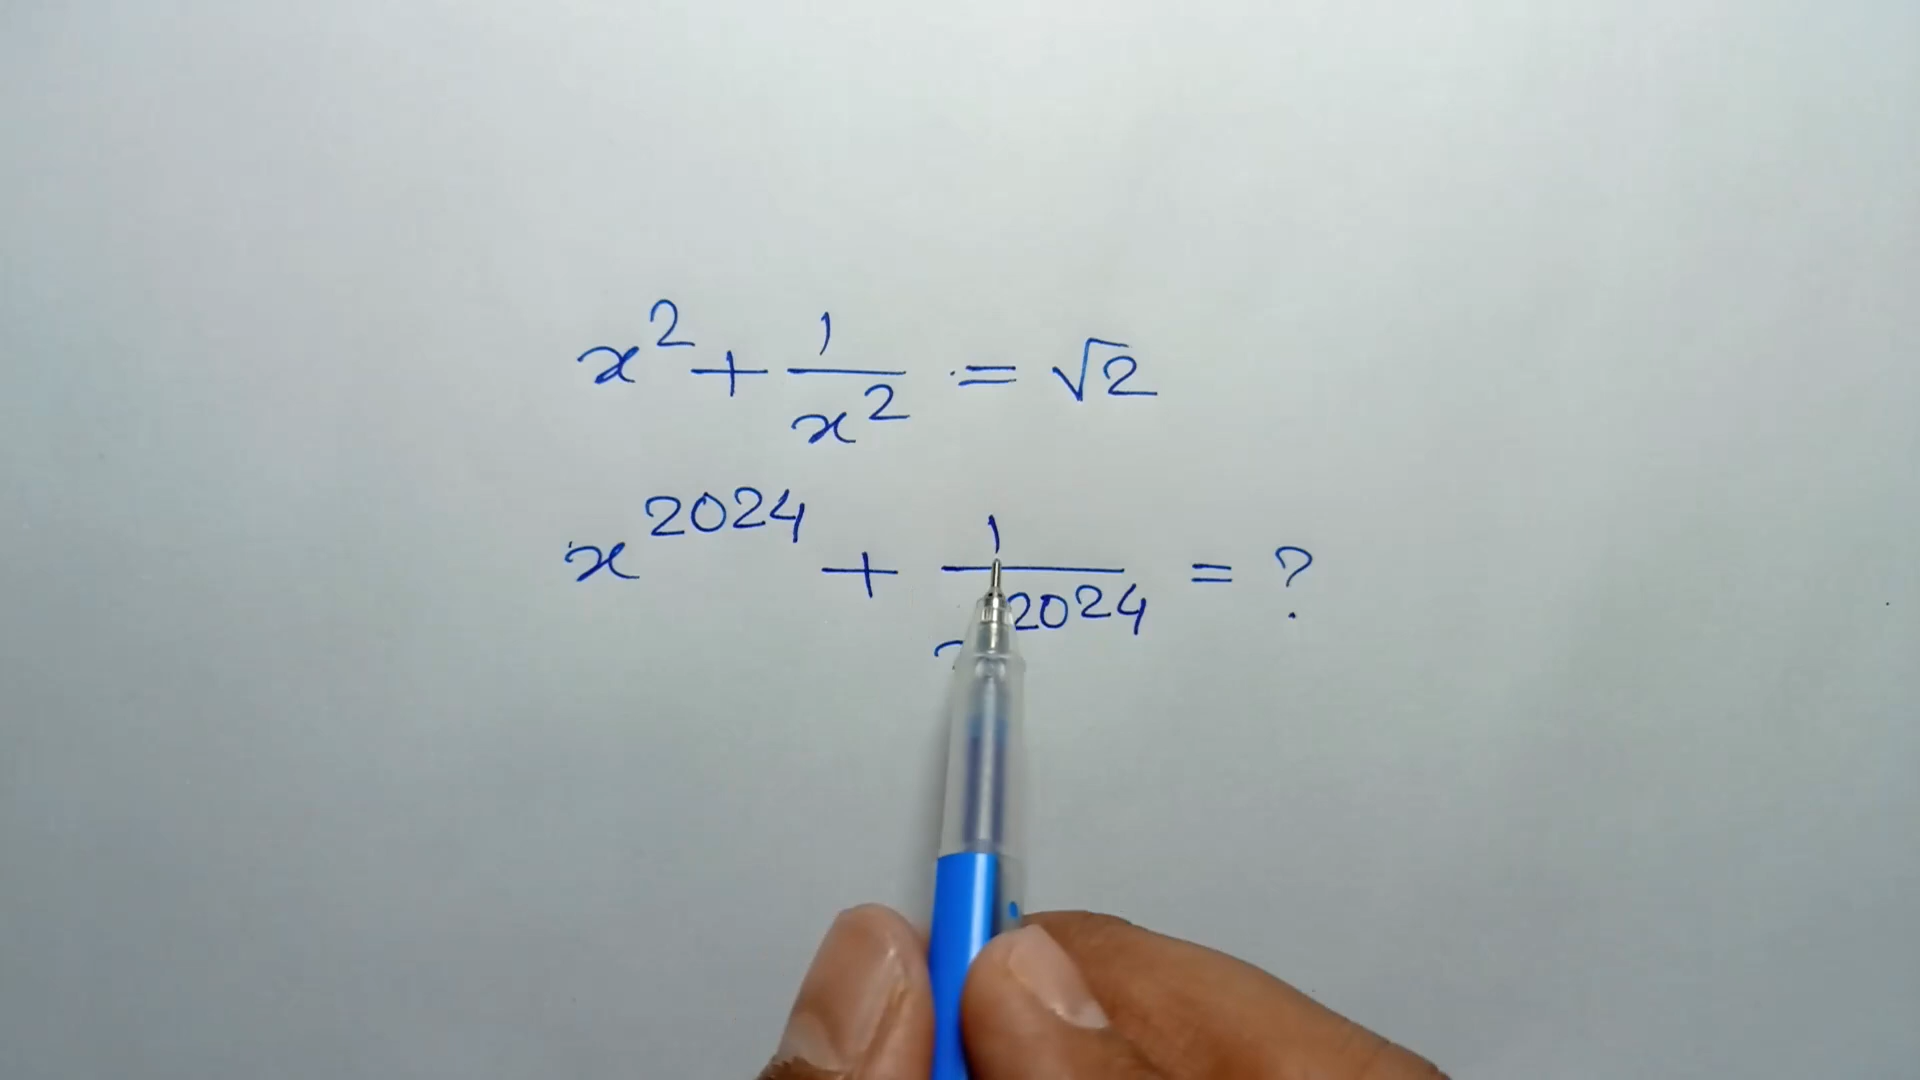 x² + 1/x² = √2
x²⁰²⁴ + 1/x²⁰²⁴ = ?